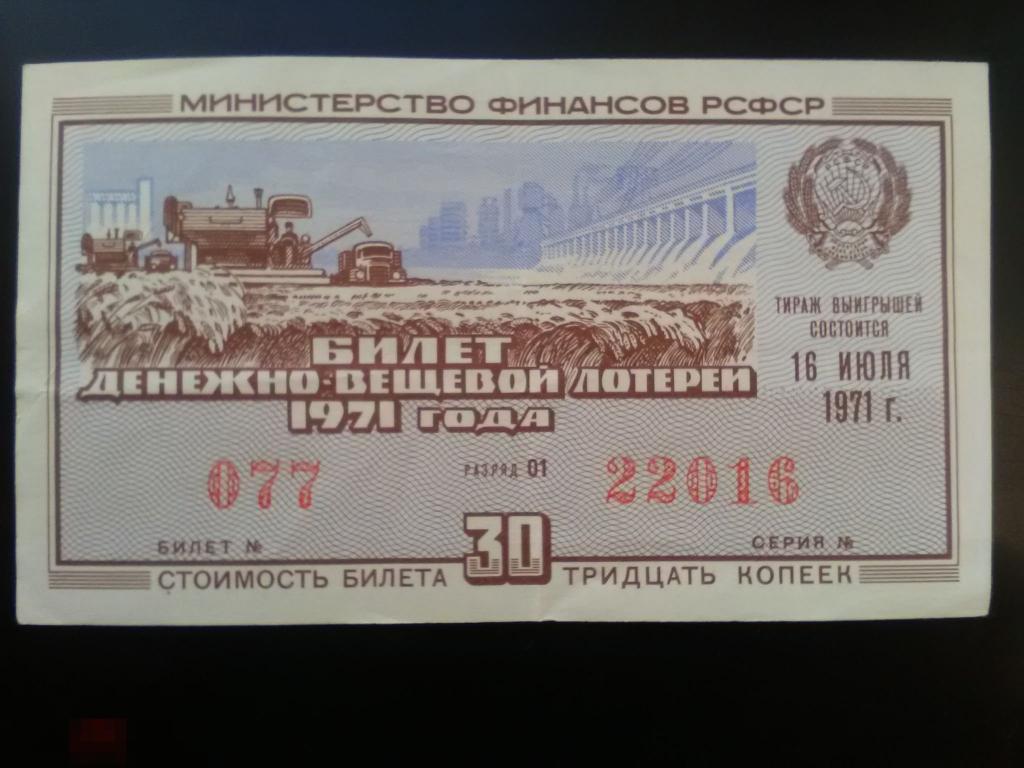 МИНИСТЕРСТВО ФИНАНСОВ РСФСР
ТИРАЖ ВЫИГРЫШЕЙ
СОСТОИТСЯ
16 ИЮЛЯ
1971 г.
БИЛЕТ
ДЕНЕЖНО-ВЕЩЕВОЙ ЛОТЕРЕИ
1971 ГОДА
077 РАЗРЯД 01 22016
БИЛЕТ № СЕРИЯ №
СТОИМОСТЬ БИЛЕТА 30 ТРИДЦАТЬ КОПЕЕК